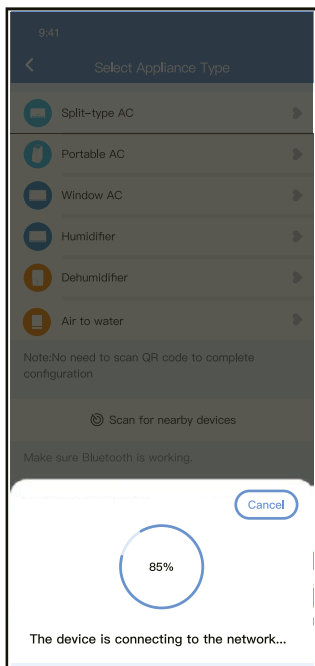 9:41
Select Appliance Type
Split-type AC
Portable AC
Window AC
Humidifier
Dehumidifier
Air to water
Note:No need to scan QR code to complete
configuration
Scan for nearby devices
Make sure Bluetooth is working.
Cancel
85%
The device is connecting to the network...